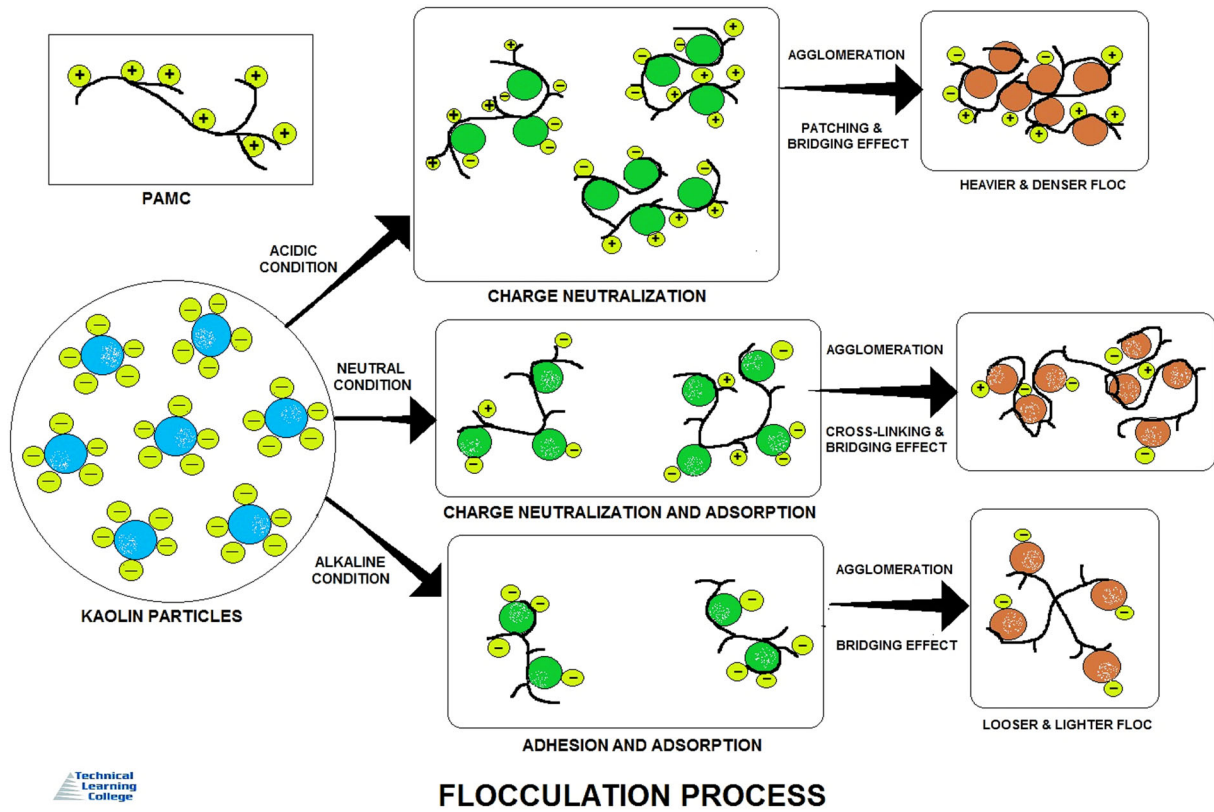 PAMC
ACIDIC
CONDITION
CHARGE NEUTRALIZATION
AGGLOMERATION
PATCHING &
BRIDGING EFFECT
HEAVIER & DENSER FLOC
KAOLIN PARTICLES
NEUTRAL
CONDITION
CHARGE NEUTRALIZATION AND ADSORPTION
AGGLOMERATION
CROSS-LINKING &
BRIDGING EFFECT
ALKALINE
CONDITION
ADHESION AND ADSORPTION
AGGLOMERATION
BRIDGING EFFECT
LOOSER & LIGHTER FLOC
Technical
Learning
College
FLOCCULATION PROCESS